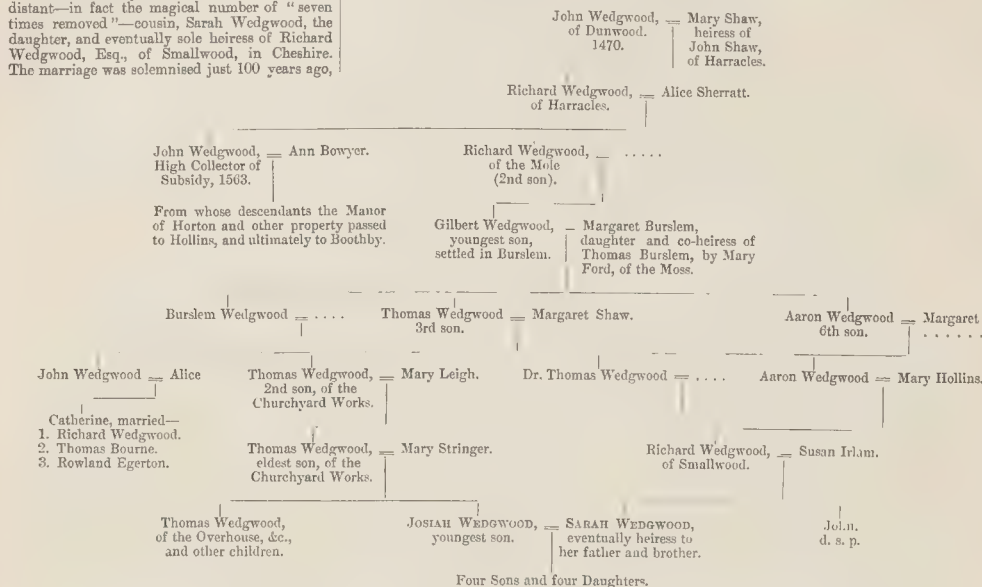 distant—in fact the magical number of “seven
times removed”—cousin, Sarah Wedgwood, the
daughter, and eventually sole heiress of Richard
Wedgwood, Esq., of Smallwood, in Cheshire.
The marriage was solemnised just 100 years ago,
John Wedgwood, = Mary Shaw,
of Dunwood. heiress of
1470. John Shaw,
of Harracles.
Richard Wedgwood, = Alice Sherratt.
of Harracles.
John Wedgwood, = Ann Bowyer.
High Collector of
Subsidy, 1563.
Richard Wedgwood, = . . . . .
of the Mole
(2nd son).
From whose descendants the Manor
of Horton and other property passed
to Hollins, and ultimately to Boothby.
Gilbert Wedgwood, = Margaret Burslem,
youngest son, daughter and co-heiress of
settled in Burslem. Thomas Burslem, by Mary
Ford, of the Moss.
Burslem Wedgwood = . . . .
Thomas Wedgwood = Margaret Shaw.
3rd son.
Aaron Wedgwood = Margaret
6th son. . . . . . .
John Wedgwood = Alice
Thomas Wedgwood, = Mary Leigh.
2nd son, of the
Churchyard Works.
Dr. Thomas Wedgwood = . . . .
Aaron Wedgwood = Mary Hollins.
Catherine, married—
1. Richard Wedgwood.
2. Thomas Bourne.
3. Rowland Egerton.
Thomas Wedgwood, = Mary Stringer.
eldest son, of the
Churchyard Works.
Richard Wedgwood, = Susan Irlam.
of Smallwood.
Thomas Wedgwood,
of the Overhouse, &c.,
and other children.
JOSIAH WEDGWOOD, = SARAH WEDGWOOD,
youngest son. eventually heiress to
her father and brother.
John.
d. s. p.
Four Sons and four Daughters.